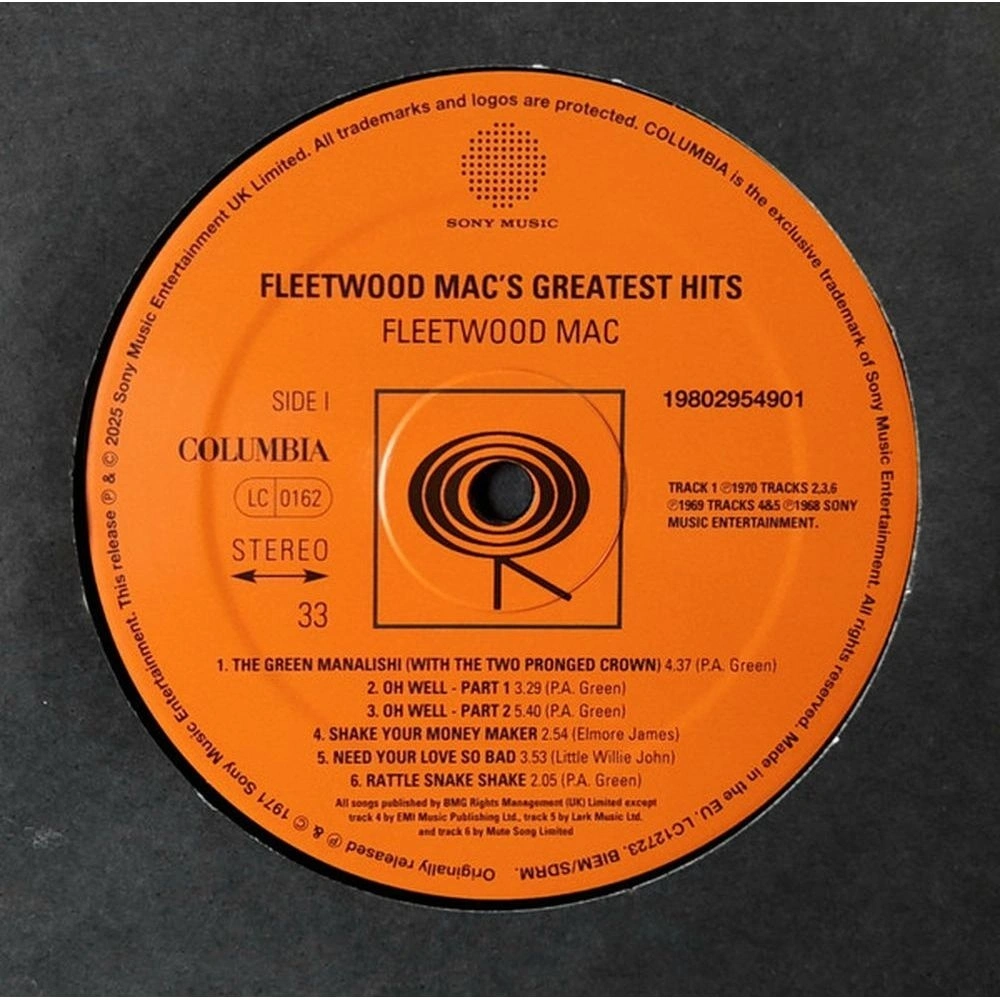 Originally released ℗ & © 1971 Sony Music Entertainment. This release ℗ & © 2025 Sony Music Entertainment UK Limited. All trademarks and logos are protected. COLUMBIA is the exclusive trademark of Sony Music Entertainment. All rights reserved. Made in the EU. LC12723. BIEM/SDRM.
SONY MUSIC
FLEETWOOD MAC'S GREATEST HITS
FLEETWOOD MAC
SIDE I
19802954901
COLUMBIA
LC 0162
STEREO
33
TRACK 1 ℗1970 TRACKS 2,3,6
℗1969 TRACKS 4&5 ℗1968 SONY
MUSIC ENTERTAINMENT.
1. THE GREEN MANALISHI (WITH THE TWO PRONGED CROWN) 4.37 (P.A. Green)
2. OH WELL - PART 1 3.29 (P.A. Green)
3. OH WELL - PART 2 5.40 (P.A. Green)
4. SHAKE YOUR MONEY MAKER 2.54 (Elmore James)
5. NEED YOUR LOVE SO BAD 3.53 (Little Willie John)
6. RATTLE SNAKE SHAKE 2.05 (P.A. Green)
All songs published by BMG Rights Management (UK) Limited except
track 4 by EMI Music Publishing Ltd., track 5 by Lark Music Ltd.
and track 6 by Mute Song Limited